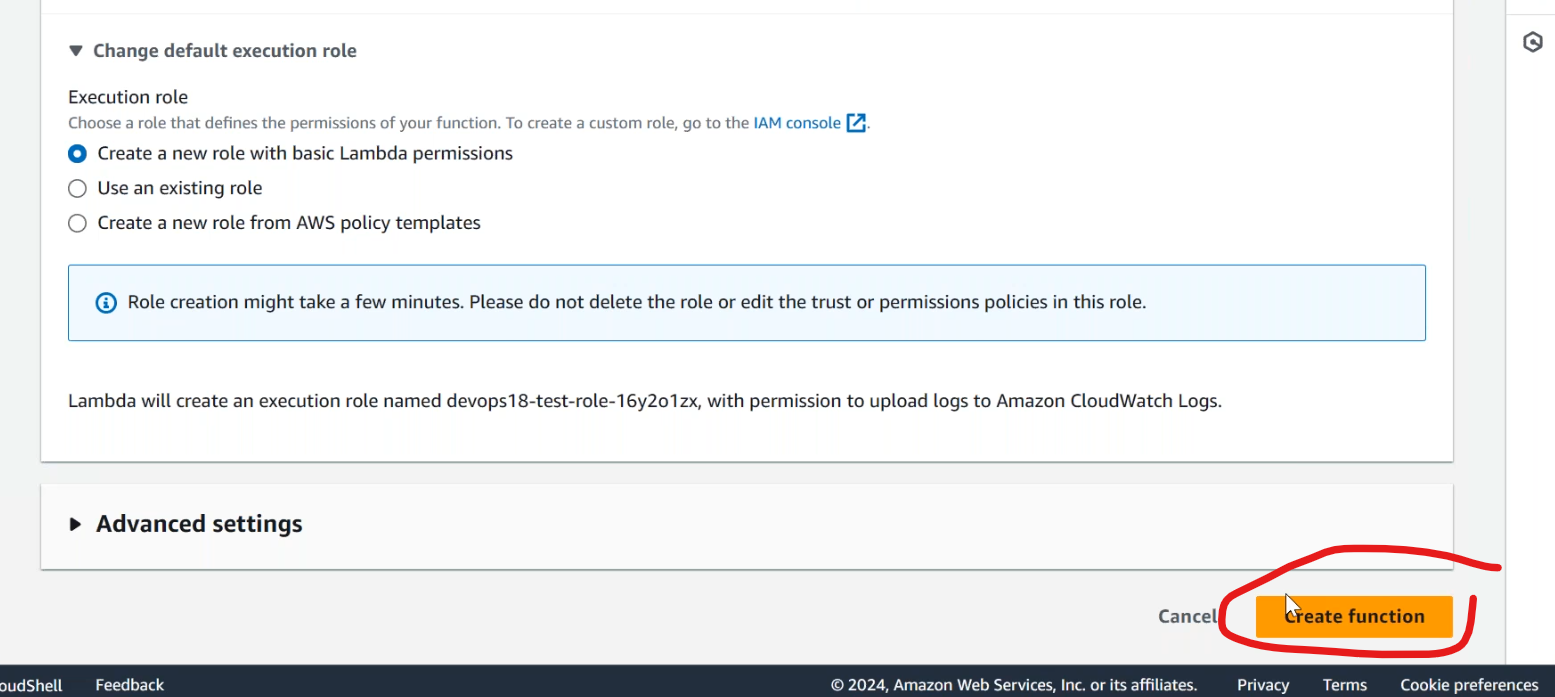 Change default execution role
Execution role
Choose a role that defines the permissions of your function. To create a custom role, go to the IAM console.
Create a new role with basic Lambda permissions
Use an existing role
Create a new role from AWS policy templates
Role creation might take a few minutes. Please do not delete the role or edit the trust or permissions policies in this role.
Lambda will create an execution role named devops18-test-role-16y2o1zx, with permission to upload logs to Amazon CloudWatch Logs.
Advanced settings
Cancel Create function
oudShell Feedback © 2024, Amazon Web Services, Inc. or its affiliates. Privacy Terms Cookie preferences